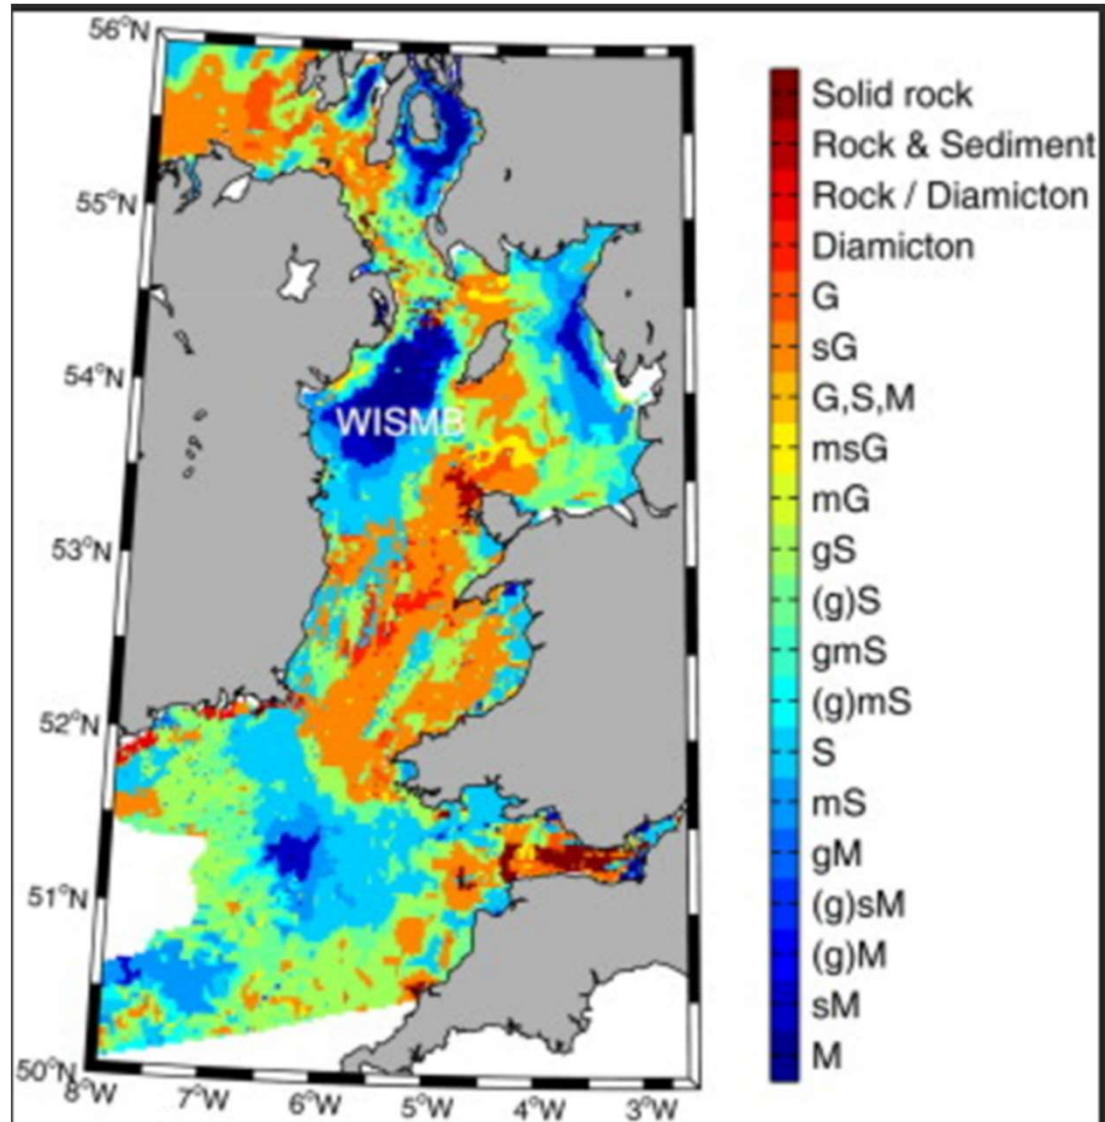 56°N
55°N
54°N
53°N
52°N
51°N
50°N
8°W
7°W
6°W
5°W
4°W
3°W
WISMB
Solid rock
Rock & Sediment
Rock / Diamicton
Diamicton
G
sG
G,S,M
msG
mG
gS
(g)S
gmS
(g)mS
S
mS
gM
(g)sM
(g)M
sM
M